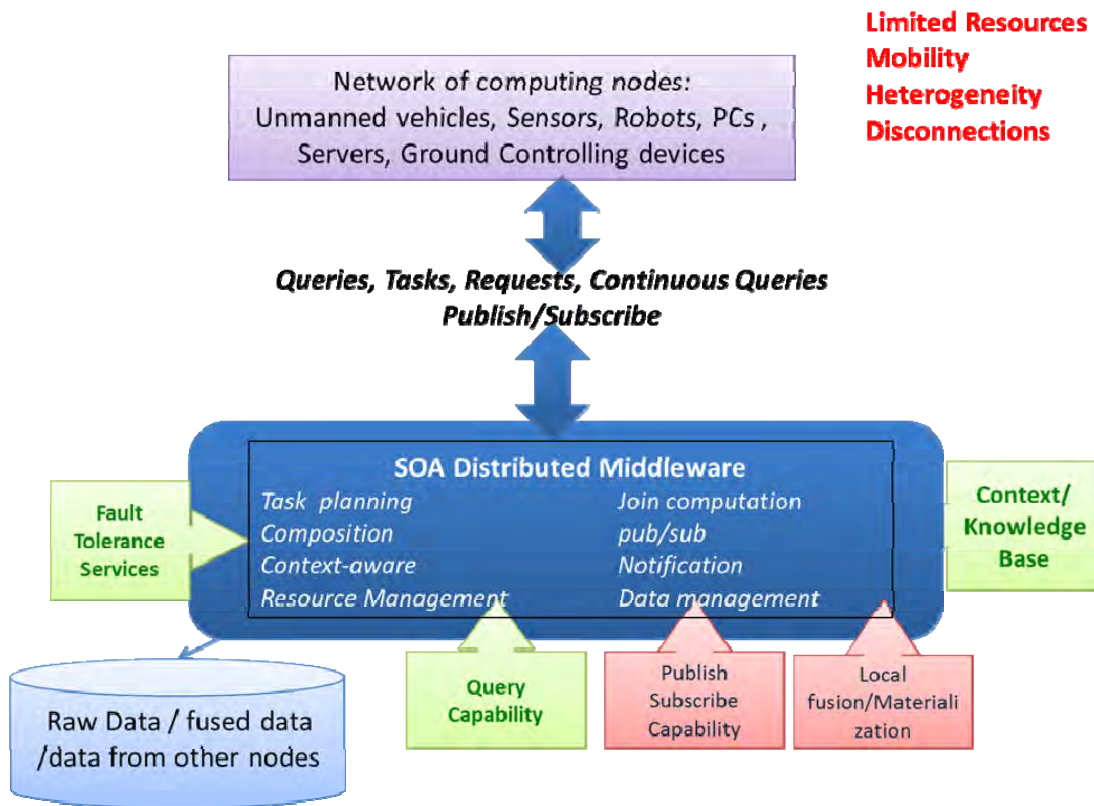 Limited Resources
Mobility
Heterogeneity
Disconnections
Network of computing nodes:
Unmanned vehicles, Sensors, Robots, PCs ,
Servers, Ground Controlling devices
Queries, Tasks, Requests, Continuous Queries
Publish/Subscribe
SOA Distributed Middleware
Task planning
Composition
Context-aware
Resource Management
Join computation
pub/sub
Notification
Data management
Fault
Tolerance
Services
Context/
Knowledge
Base
Query
Capability
Publish
Subscribe
Capability
Local
fusion/Materiali
zation
Raw Data / fused data
/data from other nodes